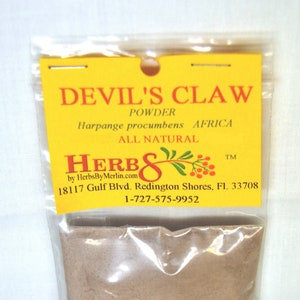 DEVIL'S CLAW
POWDER
Harpange procumbens AFRICA
ALL NATURAL
HERBS ™
by HerbsByMerlin.com
18117 Gulf Blvd. Redington Shores, Fl. 33708
1-727-575-9952